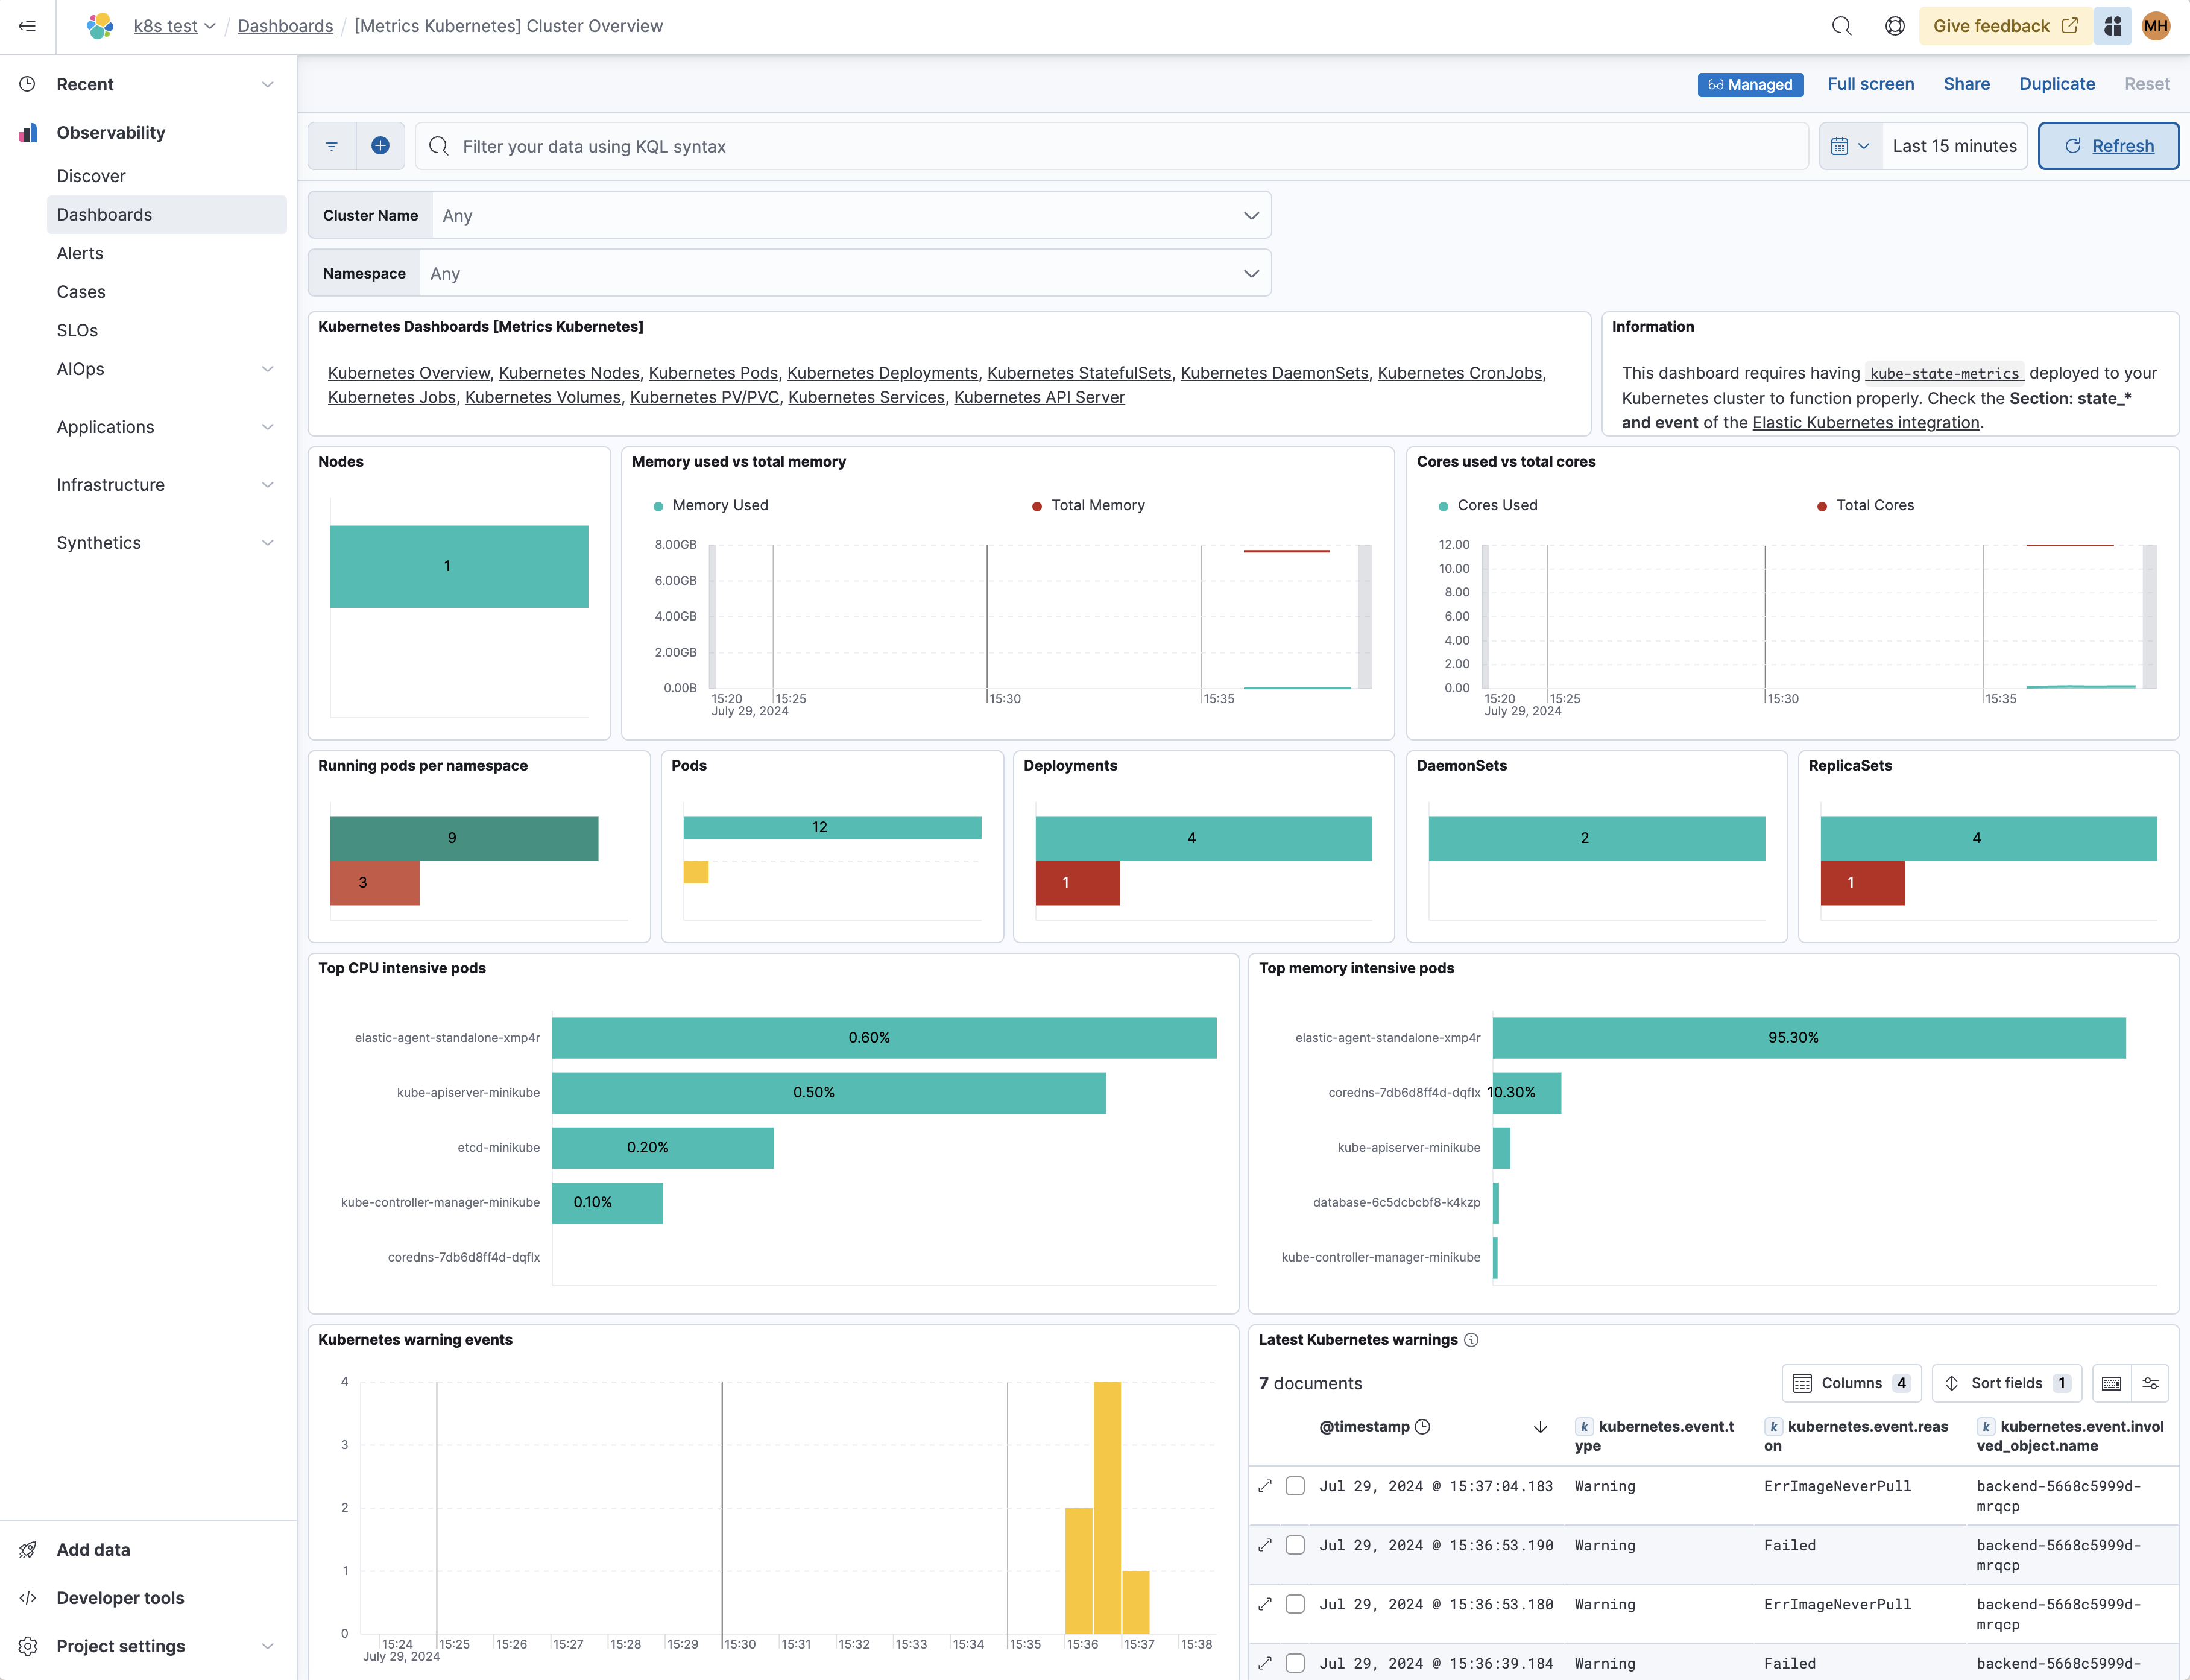 k8s test / Dashboards / [Metrics Kubernetes] Cluster Overview
Give feedback
MH
Recent
Observability
Discover
Dashboards
Alerts
Cases
SLOs
AIOps
Applications
Infrastructure
Synthetics
Add data
Developer tools
Project settings
Managed
Full screen
Share
Duplicate
Reset
Filter your data using KQL syntax
Last 15 minutes
Refresh
Cluster Name
Any
Namespace
Any
Kubernetes Dashboards [Metrics Kubernetes]
Kubernetes Overview, Kubernetes Nodes, Kubernetes Pods, Kubernetes Deployments, Kubernetes StatefulSets, Kubernetes DaemonSets, Kubernetes CronJobs,
Kubernetes Jobs, Kubernetes Volumes, Kubernetes PV/PVC, Kubernetes Services, Kubernetes API Server
Information
This dashboard requires having kube-state-metrics deployed to your
Kubernetes cluster to function properly. Check the Section: state_*
and event of the Elastic Kubernetes integration.
Nodes
1
Memory used vs total memory
Memory Used
Total Memory
8.00GB
6.00GB
4.00GB
2.00GB
0.00B
15:20
15:25
15:30
15:35
July 29, 2024
Cores used vs total cores
Cores Used
Total Cores
12.00
10.00
8.00
6.00
4.00
2.00
0.00
15:20
15:25
15:30
15:35
July 29, 2024
Running pods per namespace
9
3
Pods
12
Deployments
4
1
DaemonSets
2
ReplicaSets
4
1
Top CPU intensive pods
elastic-agent-standalone-xmp4r
0.60%
kube-apiserver-minikube
0.50%
etcd-minikube
0.20%
kube-controller-manager-minikube
0.10%
coredns-7db6d8ff4d-dqflx
Top memory intensive pods
elastic-agent-standalone-xmp4r
95.30%
coredns-7db6d8ff4d-dqflx
10.30%
kube-apiserver-minikube
database-6c5dcbcbf8-k4kzp
kube-controller-manager-minikube
Kubernetes warning events
4
3
2
1
0
15:24
15:25
15:26
15:27
15:28
15:29
15:30
15:31
15:32
15:33
15:34
15:35
15:36
15:37
15:38
July 29, 2024
Latest Kubernetes warnings
7 documents
Columns 4
Sort fields 1
@timestamp
k kubernetes.event.t
ype
k kubernetes.event.reas
on
k kubernetes.event.invol
ved_object.name
Jul 29, 2024 @ 15:37:04.183 Warning ErrImageNeverPull backend-5668c5999d-
mrqcp
Jul 29, 2024 @ 15:36:53.190 Warning Failed backend-5668c5999d-
mrqcp
Jul 29, 2024 @ 15:36:53.180 Warning ErrImageNeverPull backend-5668c5999d-
mrqcp
Jul 29, 2024 @ 15:36:39.184 Warning Failed backend-5668c5999d-